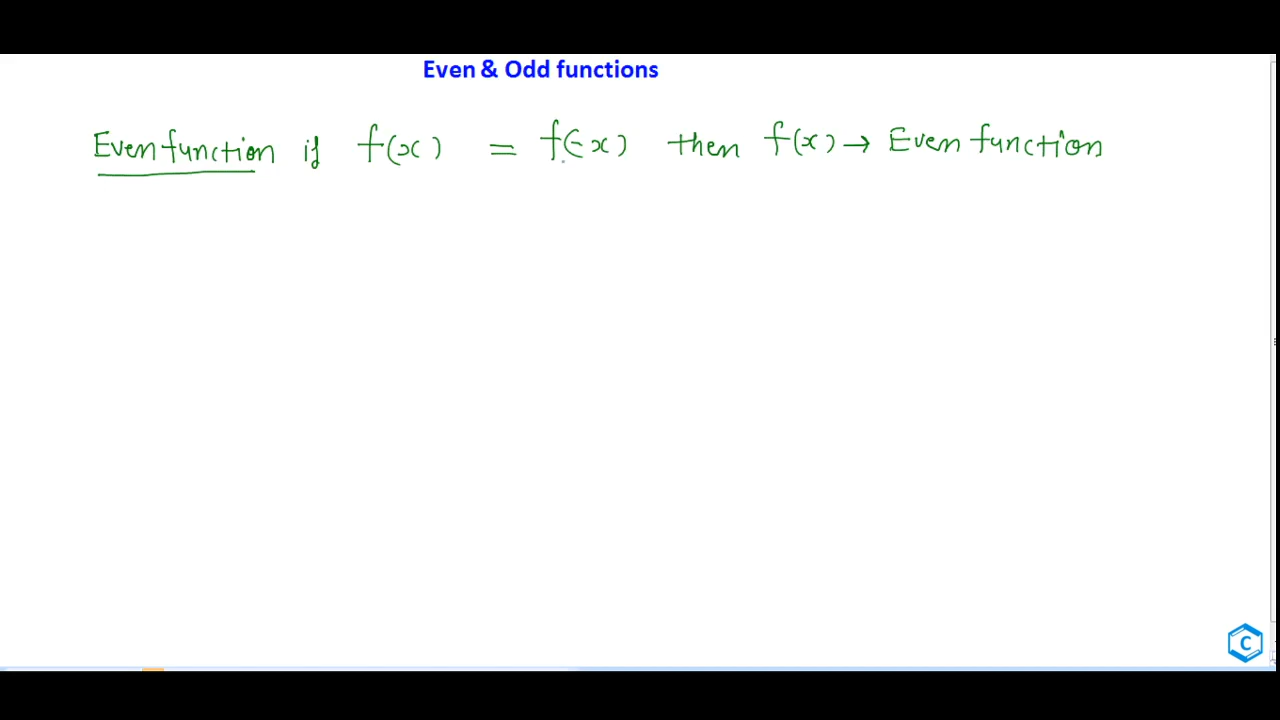 Even & Odd functions
Even function if f(x) = f(-x) then f(x) → Even function
C